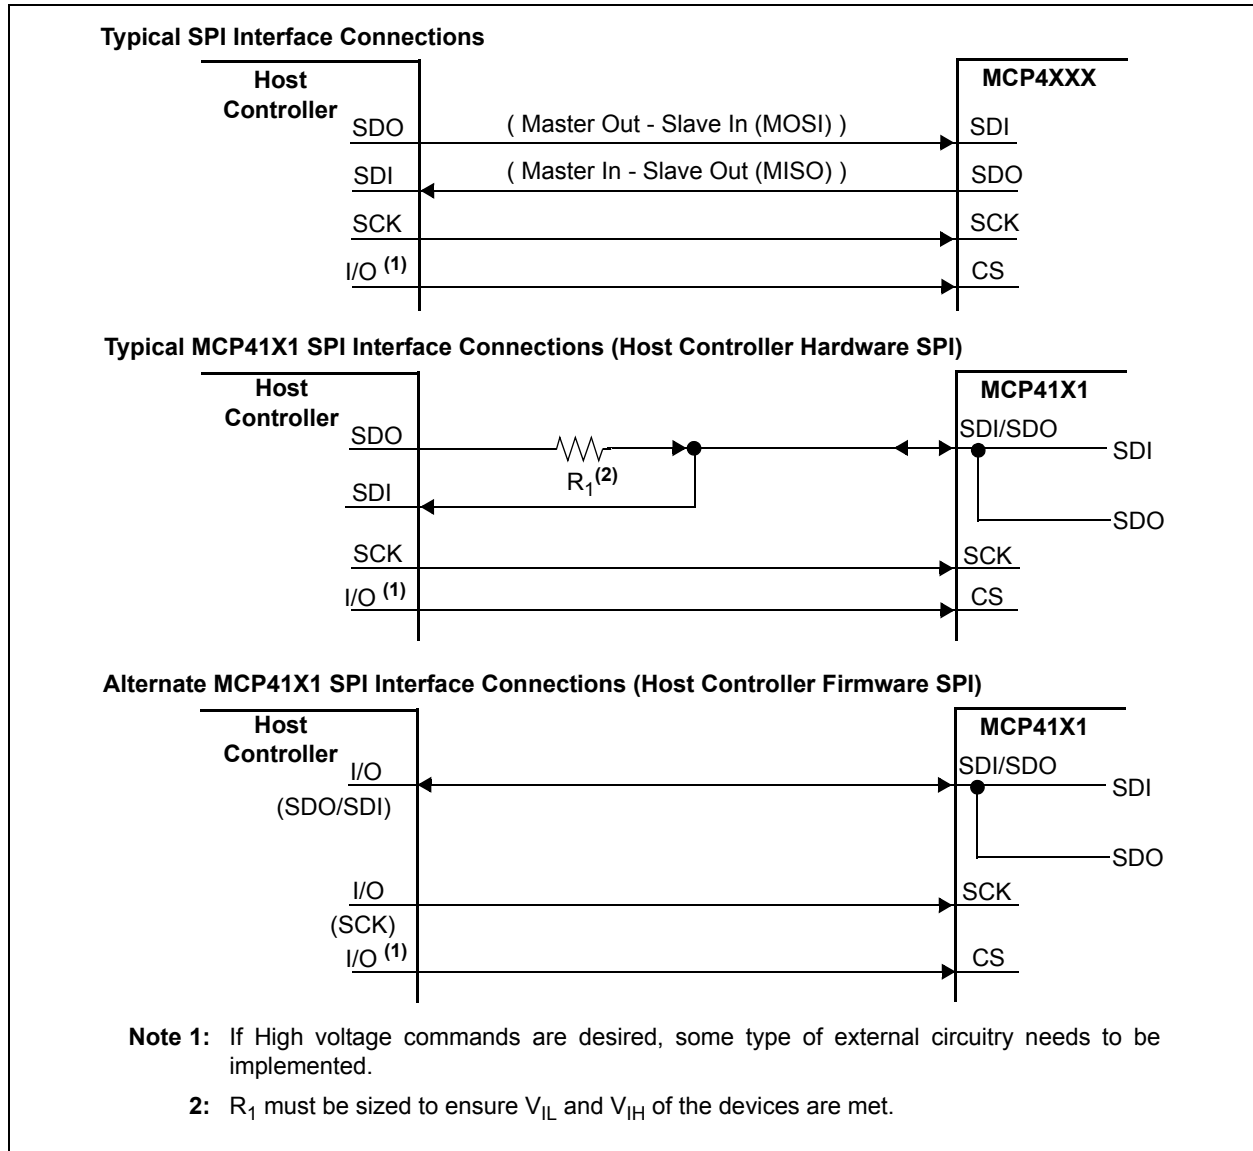 Typical SPI Interface Connections
Host
Controller
MCP4XXX
SDO
( Master Out - Slave In (MOSI) )
SDI
SDI
( Master In - Slave Out (MISO) )
SDO
SCK
SCK
I/O (1)
CS
Typical MCP41X1 SPI Interface Connections (Host Controller Hardware SPI)
Host
Controller
MCP41X1
SDO
SDI/SDO
SDI
R1(2)
SDI
SDO
SCK
SCK
I/O (1)
CS
Alternate MCP41X1 SPI Interface Connections (Host Controller Firmware SPI)
Host
Controller
MCP41X1
I/O
(SDO/SDI)
SDI/SDO
SDI
SDO
I/O
(SCK)
SCK
I/O (1)
CS
Note 1: If High voltage commands are desired, some type of external circuitry needs to be
implemented.
2: R1 must be sized to ensure VIL and VIH of the devices are met.